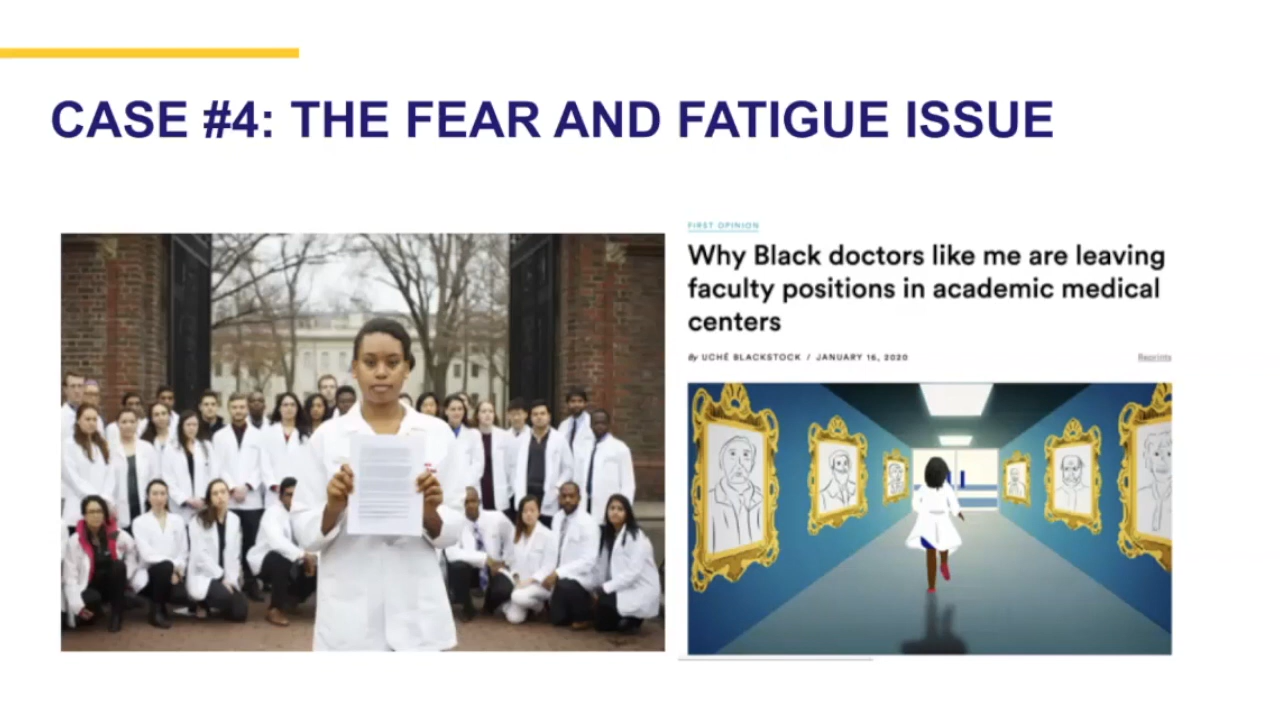 CASE #4: THE FEAR AND FATIGUE ISSUE
FIRST OPINION
Why Black doctors like me are leaving
faculty positions in academic medical
centers
By UCHÉ BLACKSTOCK / JANUARY 16, 2020
Reprints